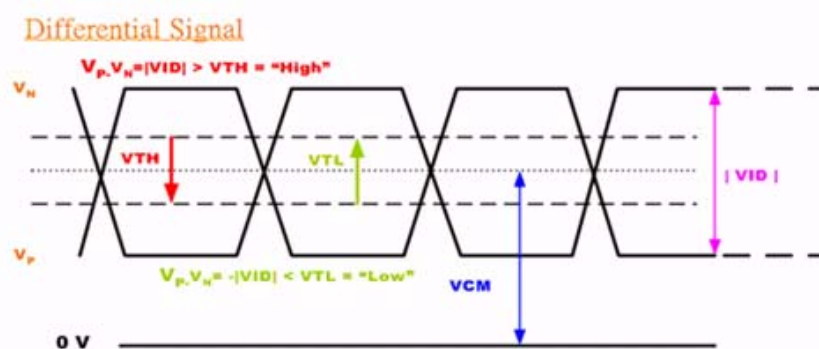 Differential Signal
VP-VN=|VID| > VTH = “High”
VN
VTH
VTL
| VID |
VP
VP-VN= -|VID| < VTL = “Low”
VCM
0 V